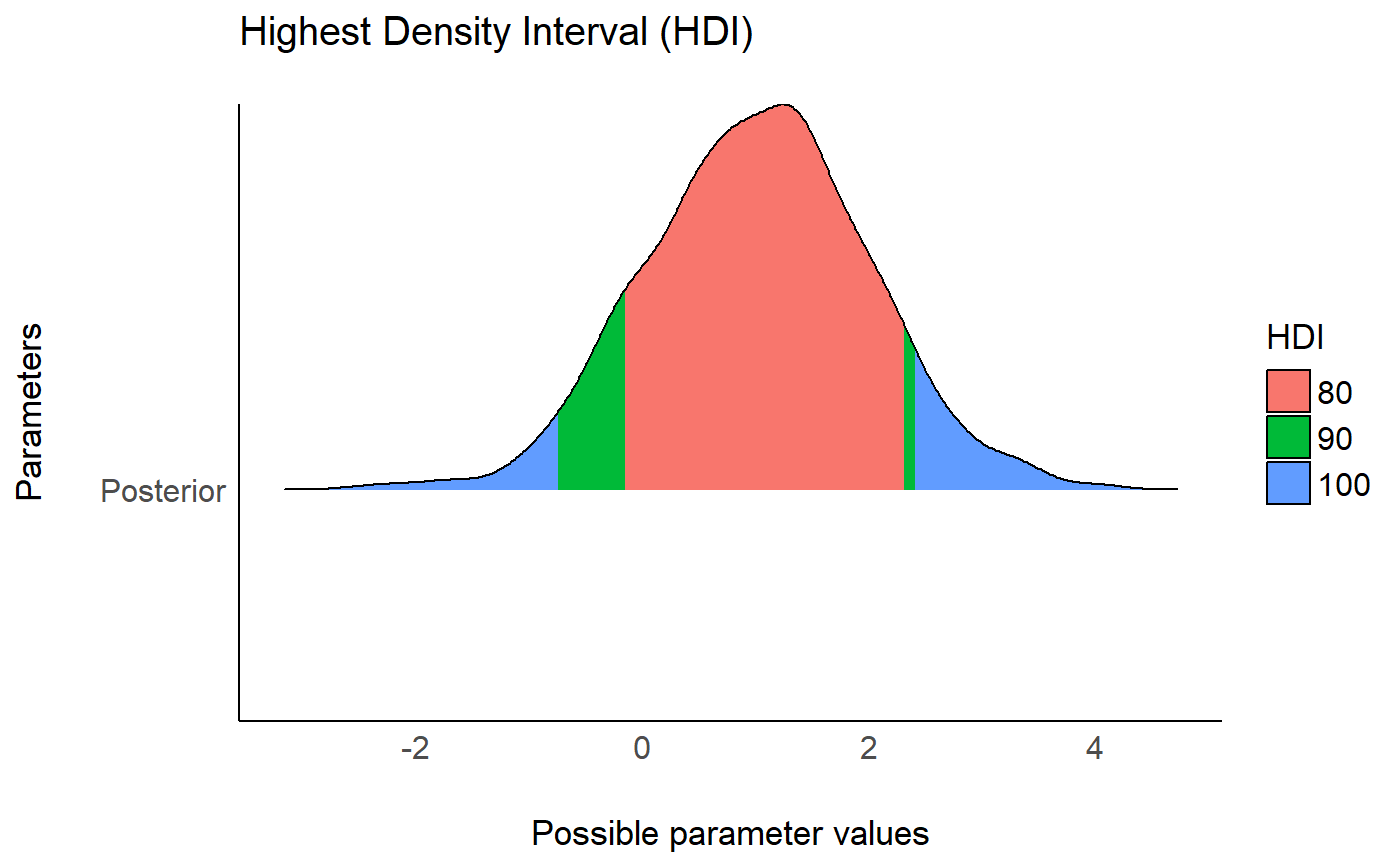 Highest Density Interval (HDI)
Parameters
Posterior
HDI
80
90
100
-2 0 2 4
Possible parameter values